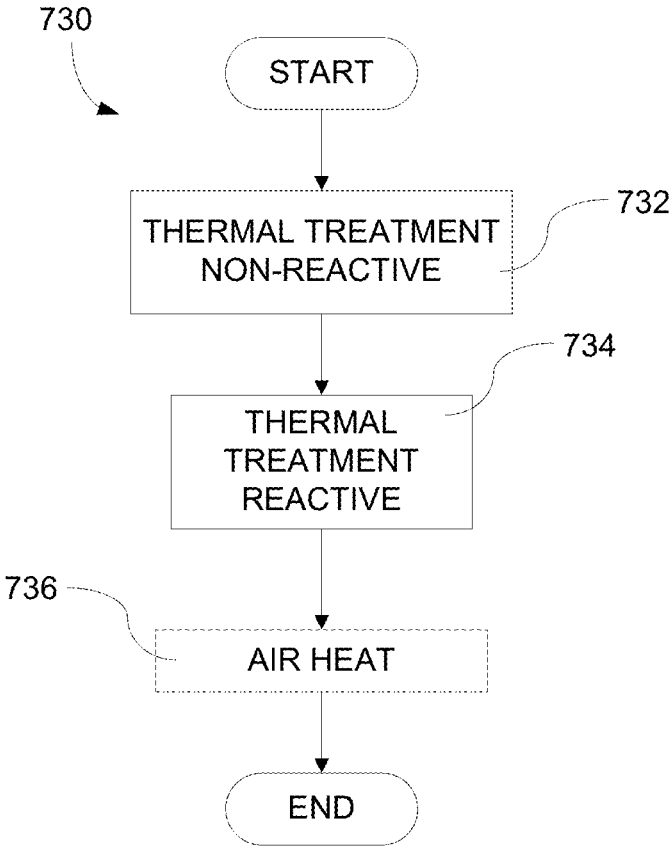 730
START
THERMAL TREATMENT
NON-REACTIVE
732
734
THERMAL
TREATMENT
REACTIVE
736
AIR HEAT
END